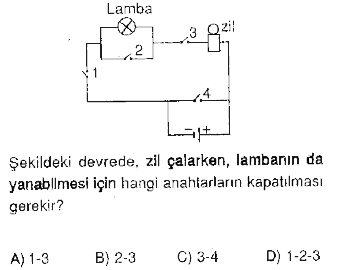 Lamba
zil
3
2
1
4
- +
Şekildeki devrede, zil çalarken, lambanın da
yanabilmesi için hangi anahtarların kapatılması
gerekir?
A) 1-3 B) 2-3 C) 3-4 D) 1-2-3